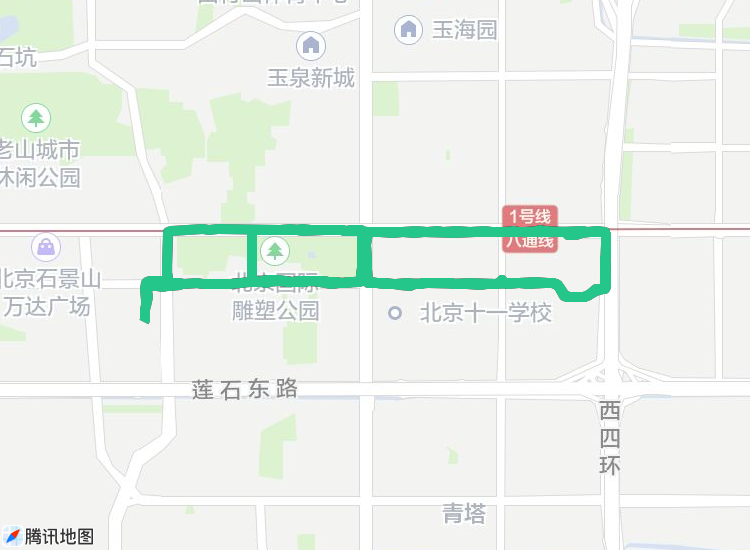 玉海园
石坑
玉泉新城
老山城市
休闲公园
1号线
八通线
北京石景山
万达广场
北京国际
雕塑公园
北京十一学校
莲石东路
西四环
青塔
腾讯地图